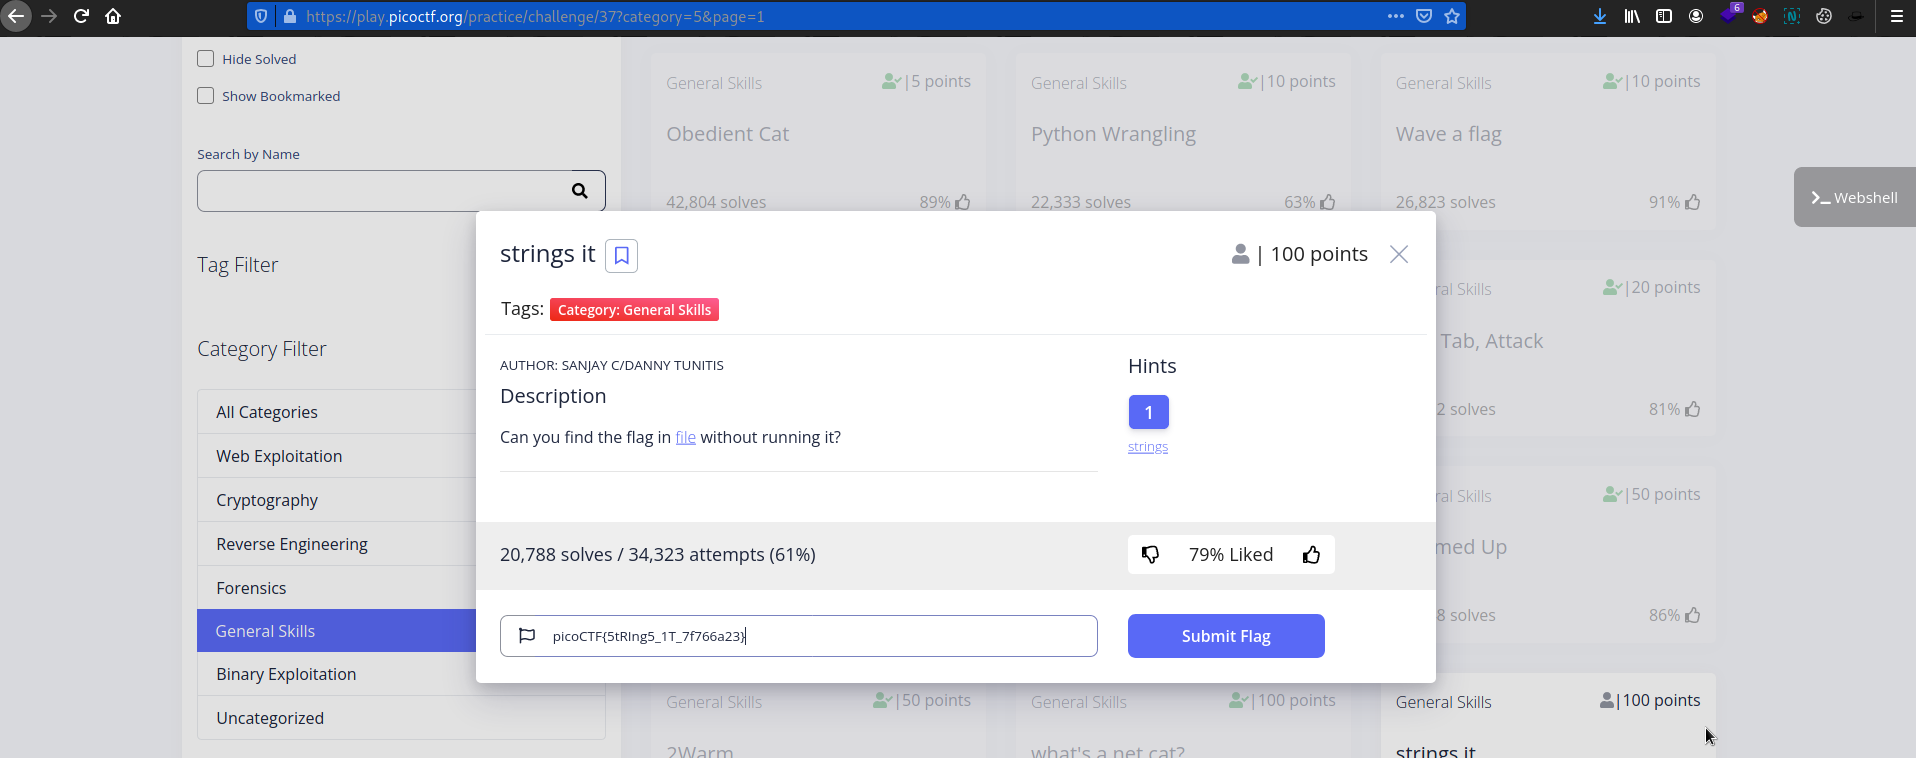 https://play.picoctf.org/practice/challenge/37?category=5&page=1
6
Hide Solved
Show Bookmarked
Search by Name
Tag Filter
Category Filter
All Categories
Web Exploitation
Cryptography
Reverse Engineering
Forensics
General Skills
Binary Exploitation
Uncategorized
General Skills |5 points
Obedient Cat
42,804 solves 89%
General Skills |10 points
Python Wrangling
22,333 solves 63%
General Skills |10 points
Wave a flag
26,823 solves 91%
Webshell
strings it | 100 points
Tags: Category: General Skills
AUTHOR: SANJAY C/DANNY TUNITIS
Description
Can you find the flag in file without running it?
Hints
1
strings
20,788 solves / 34,323 attempts (61%)
79% Liked
picoCTF{5tRIng5_1T_7f766a23}
Submit Flag
ral Skills |20 points
Tab, Attack
2 solves 81%
ral Skills |50 points
med Up
8 solves 86%
General Skills |50 points
2Warm
General Skills |100 points
what's a net cat?
General Skills |100 points
strings it